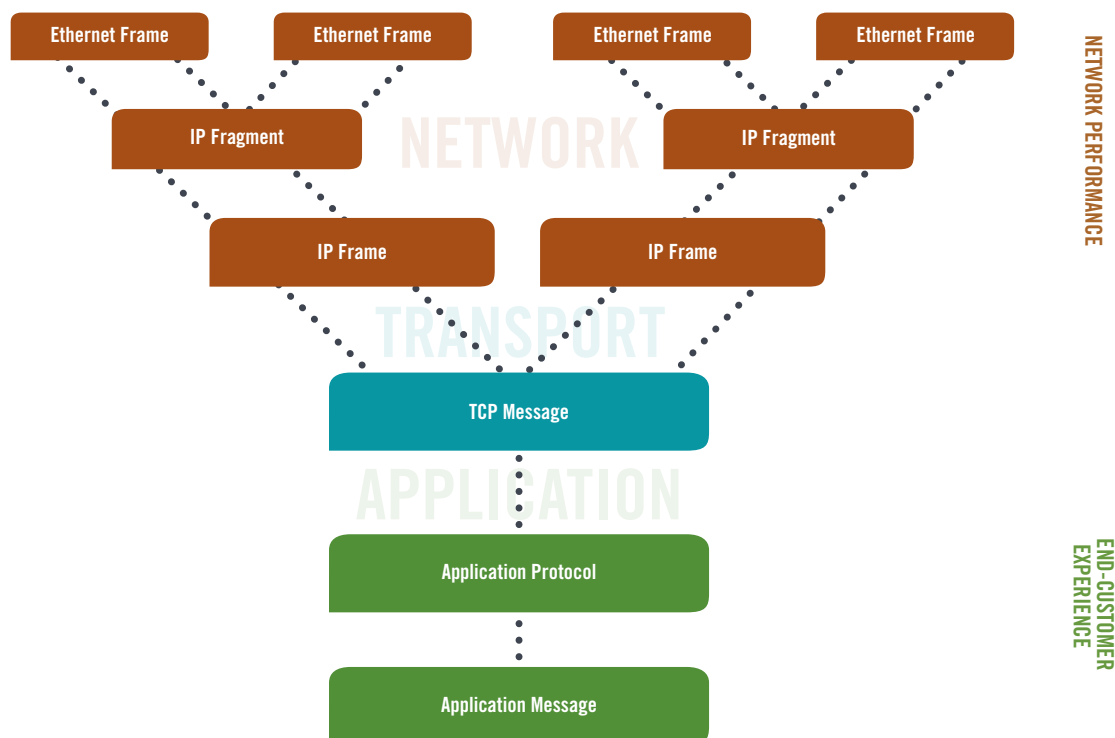 Ethernet Frame
Ethernet Frame
Ethernet Frame
Ethernet Frame
NETWORK PERFORMANCE
IP Fragment
NETWORK
IP Fragment
IP Frame
IP Frame
TRANSPORT
TCP Message
APPLICATION
Application Protocol
END-CUSTOMER
EXPERIENCE
Application Message